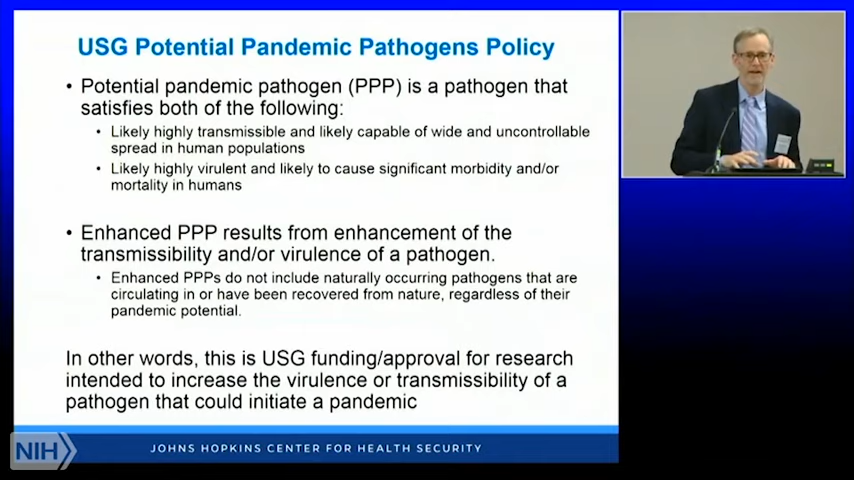 USG Potential Pandemic Pathogens Policy
• Potential pandemic pathogen (PPP) is a pathogen that
satisfies both of the following:
• Likely highly transmissible and likely capable of wide and uncontrollable
spread in human populations
• Likely highly virulent and likely to cause significant morbidity and/or
mortality in humans
• Enhanced PPP results from enhancement of the
transmissibility and/or virulence of a pathogen.
• Enhanced PPPs do not include naturally occurring pathogens that are
circulating in or have been recovered from nature, regardless of their
pandemic potential.
In other words, this is USG funding/approval for research
intended to increase the virulence or transmissibility of a
pathogen that could initiate a pandemic
NIH
JOHNS HOPKINS CENTER FOR HEALTH SECURITY